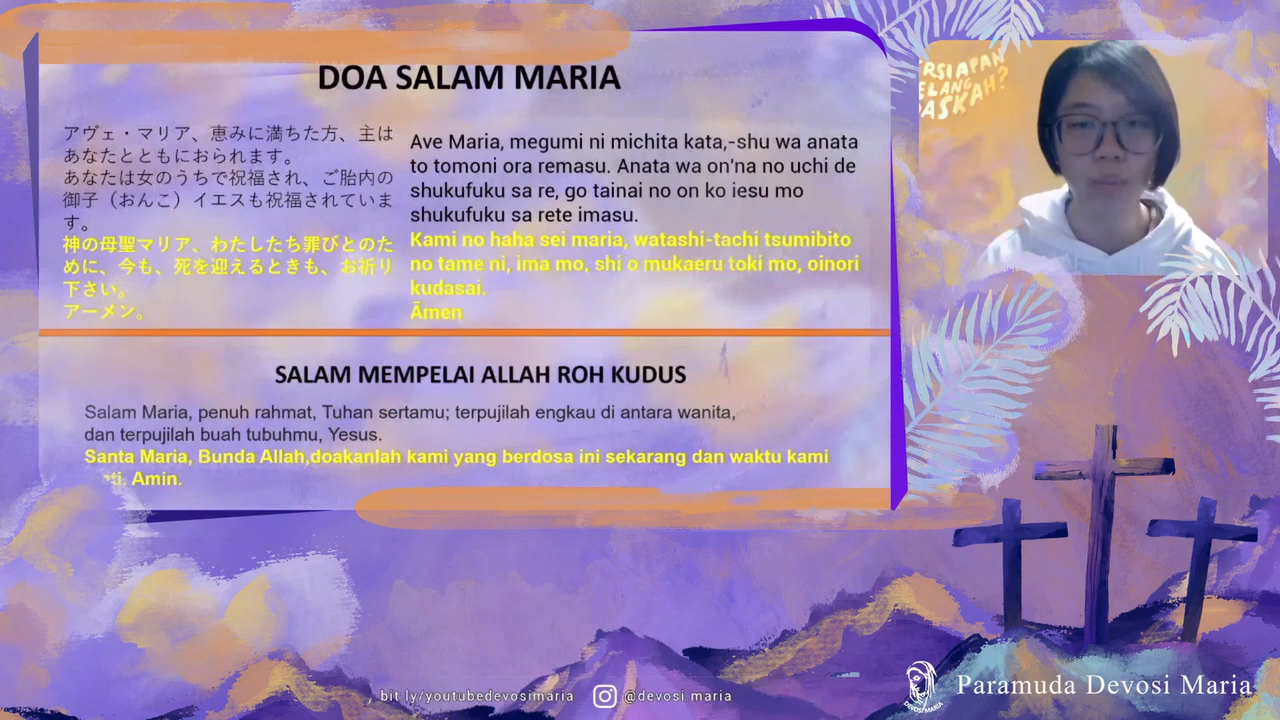 DOA SALAM MARIA
アヴェ・マリア、恵みに満ちた方、主は
あなたとともにおられます。
あなたは女のうちで祝福され、ご胎内の
御子（おんこ）イエスも祝福されていま
す。
神の母聖マリア、わたしたち罪びとのた
めに、今も、死を迎えるときも、お祈り
下さい。
アーメン。
Ave Maria, megumi ni michita kata,-shu wa anata
to tomoni ora remasu. Anata wa on'na no uchi de
shukufuku sa re, go tainai no on ko iesu mo
shukufuku sa rete imasu.
Kami no haha sei maria, watashi-tachi tsumibito
no tame ni, ima mo, shi o mukaeru toki mo, oinori
kudasai.
Āmen
SALAM MEMPELAI ALLAH ROH KUDUS
Salam Maria, penuh rahmat, Tuhan sertamu; terpujilah engkau di antara wanita,
dan terpujilah buah tubuhmu, Yesus.
Santa Maria, Bunda Allah,doakanlah kami yang berdosa ini sekarang dan waktu kami
Amin.
bit ly/youtubedevosimaria
@devosi maria
DEVOSI MARIA
Paramuda Devosi Maria